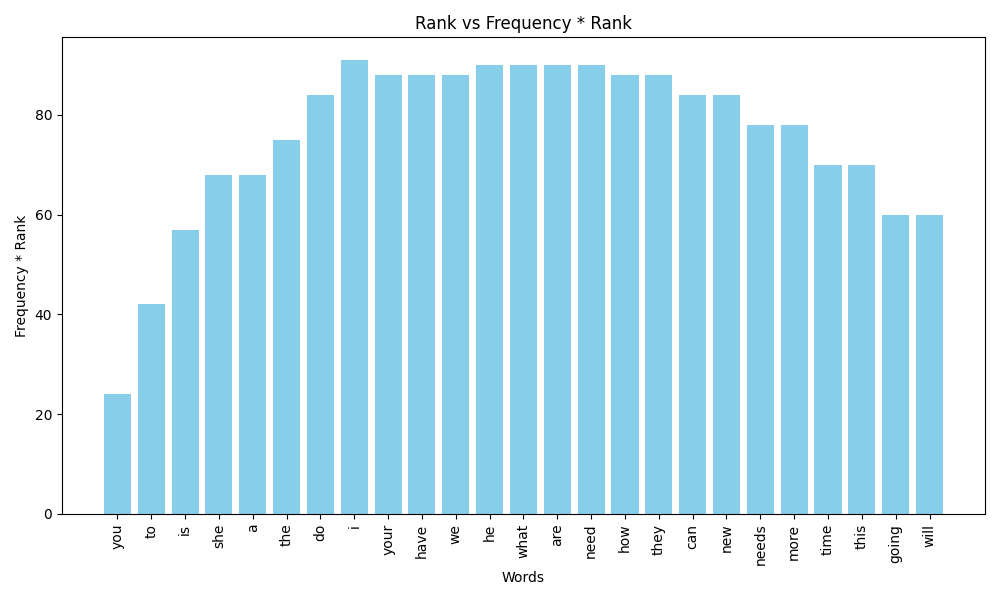 Rank vs Frequency * Rank
Frequency * Rank
80
60
40
20
0
you to is she a the do i your have we he what are need how they can new needs more time this going will
Words